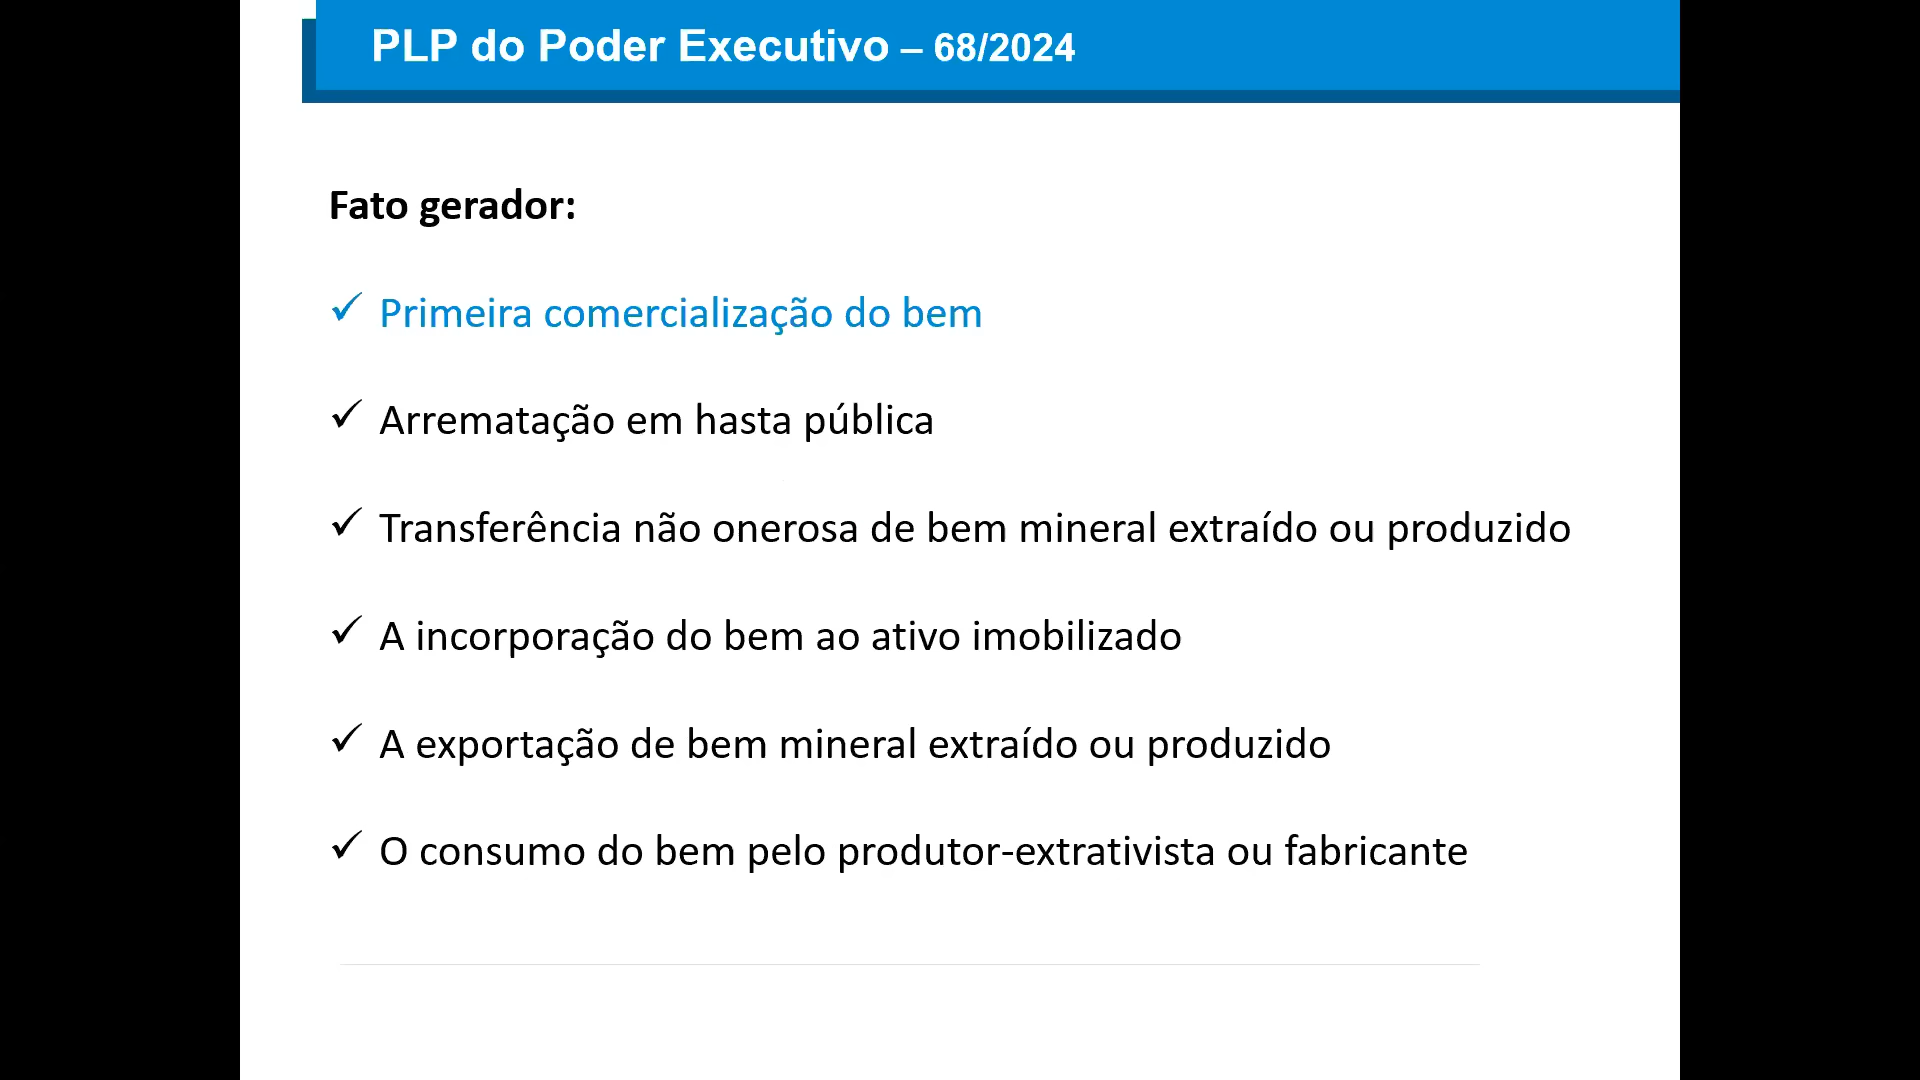 PLP do Poder Executivo – 68/2024
Fato gerador:
✓ Primeira comercialização do bem
✓ Arrematação em hasta pública
✓ Transferência não onerosa de bem mineral extraído ou produzido
✓ A incorporação do bem ao ativo imobilizado
✓ A exportação de bem mineral extraído ou produzido
✓ O consumo do bem pelo produtor-extrativista ou fabricante